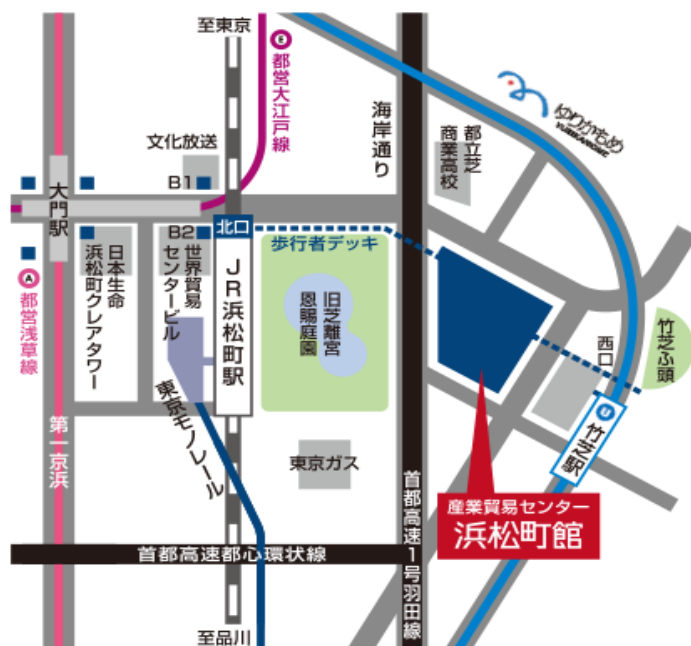 至東京
E
都営大江戸線
海岸通り
ゆりかもめ
YURIKAMOME
都立芝
商業高校
文化放送
B1
大門駅
B2
北口
歩行者デッキ
日本生命
浜松町クレアタワー
世界貿易
センタービル
JR浜松町駅
旧芝離宮
恩賜庭園
A
都営浅草線
竹芝ふ頭
西口
U
竹芝駅
東京モノレール
第一京浜
東京ガス
産業貿易センター
浜松町館
首都高速1号羽田線
首都高速都心環状線
至品川